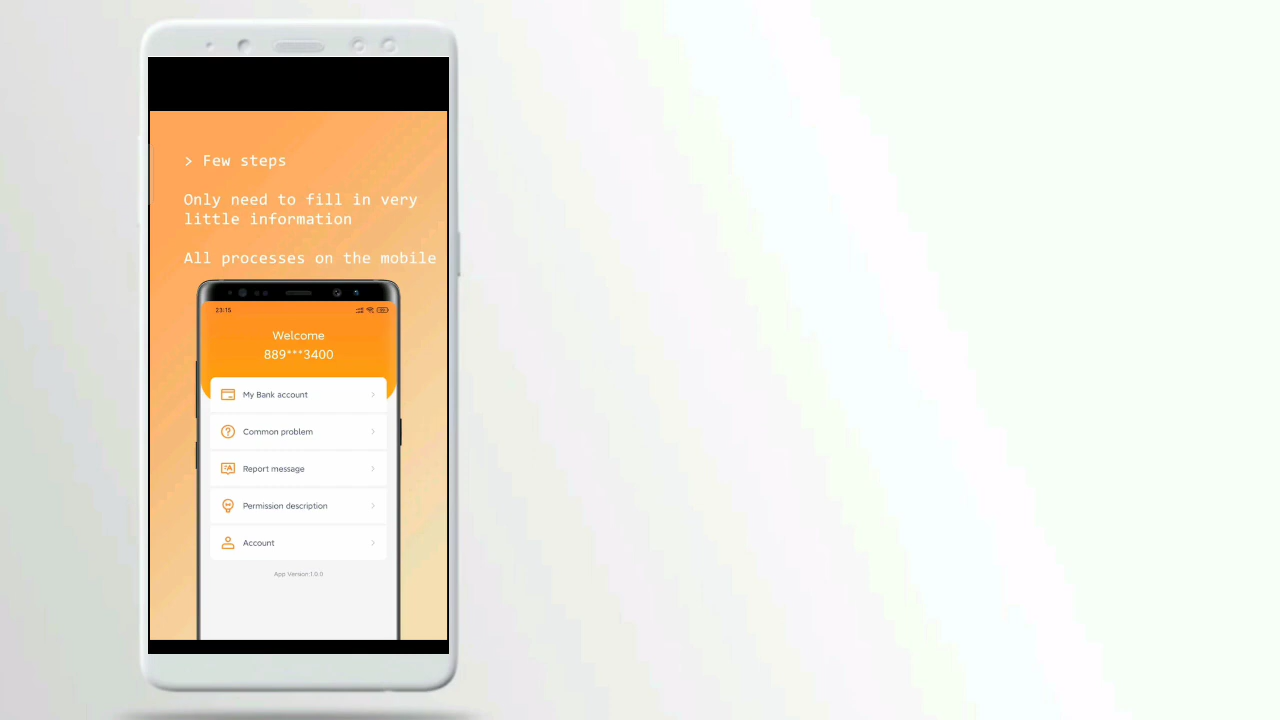 > Few steps
Only need to fill in very
little information
All processes on the mobile
23:15
Welcome
889***3400
My Bank account
Common problem
Report message
Permission description
Account
App Version:1.0.0